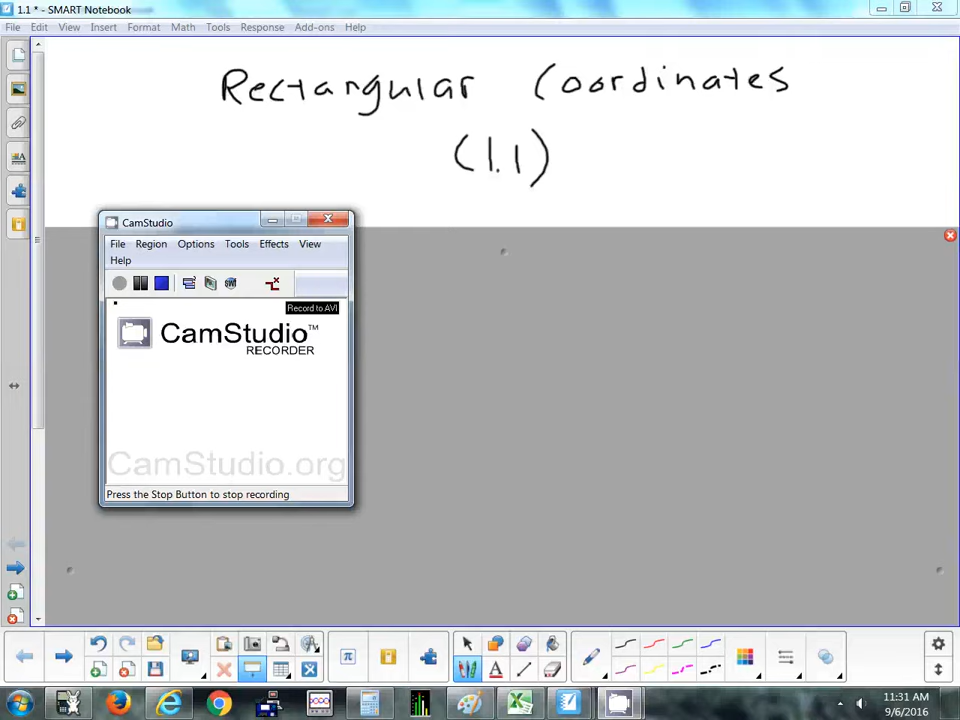 1.1 * - SMART Notebook
File Edit View Insert Format Math Tools Response Add-ons Help
Rectangular Coordinates
(1.1)
CamStudio
File Region Options Tools Effects View
Help
Record to AVI
CamStudio™
RECORDER
CamStudio.org
Press the Stop Button to stop recording
11:31 AM
9/6/2016